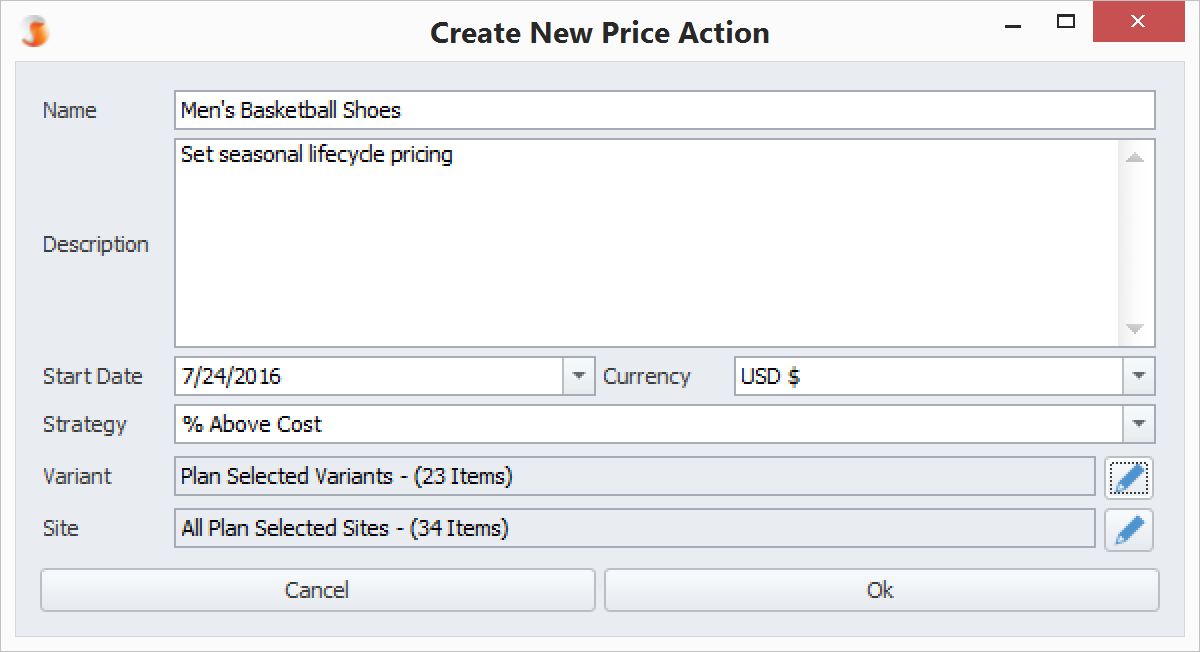 Create New Price Action
Name
Men's Basketball Shoes
Description
Set seasonal lifecycle pricing
Start Date
7/24/2016
Currency
USD $
Strategy
% Above Cost
Variant
Plan Selected Variants - (23 Items)
Site
All Plan Selected Sites - (34 Items)
Cancel
Ok